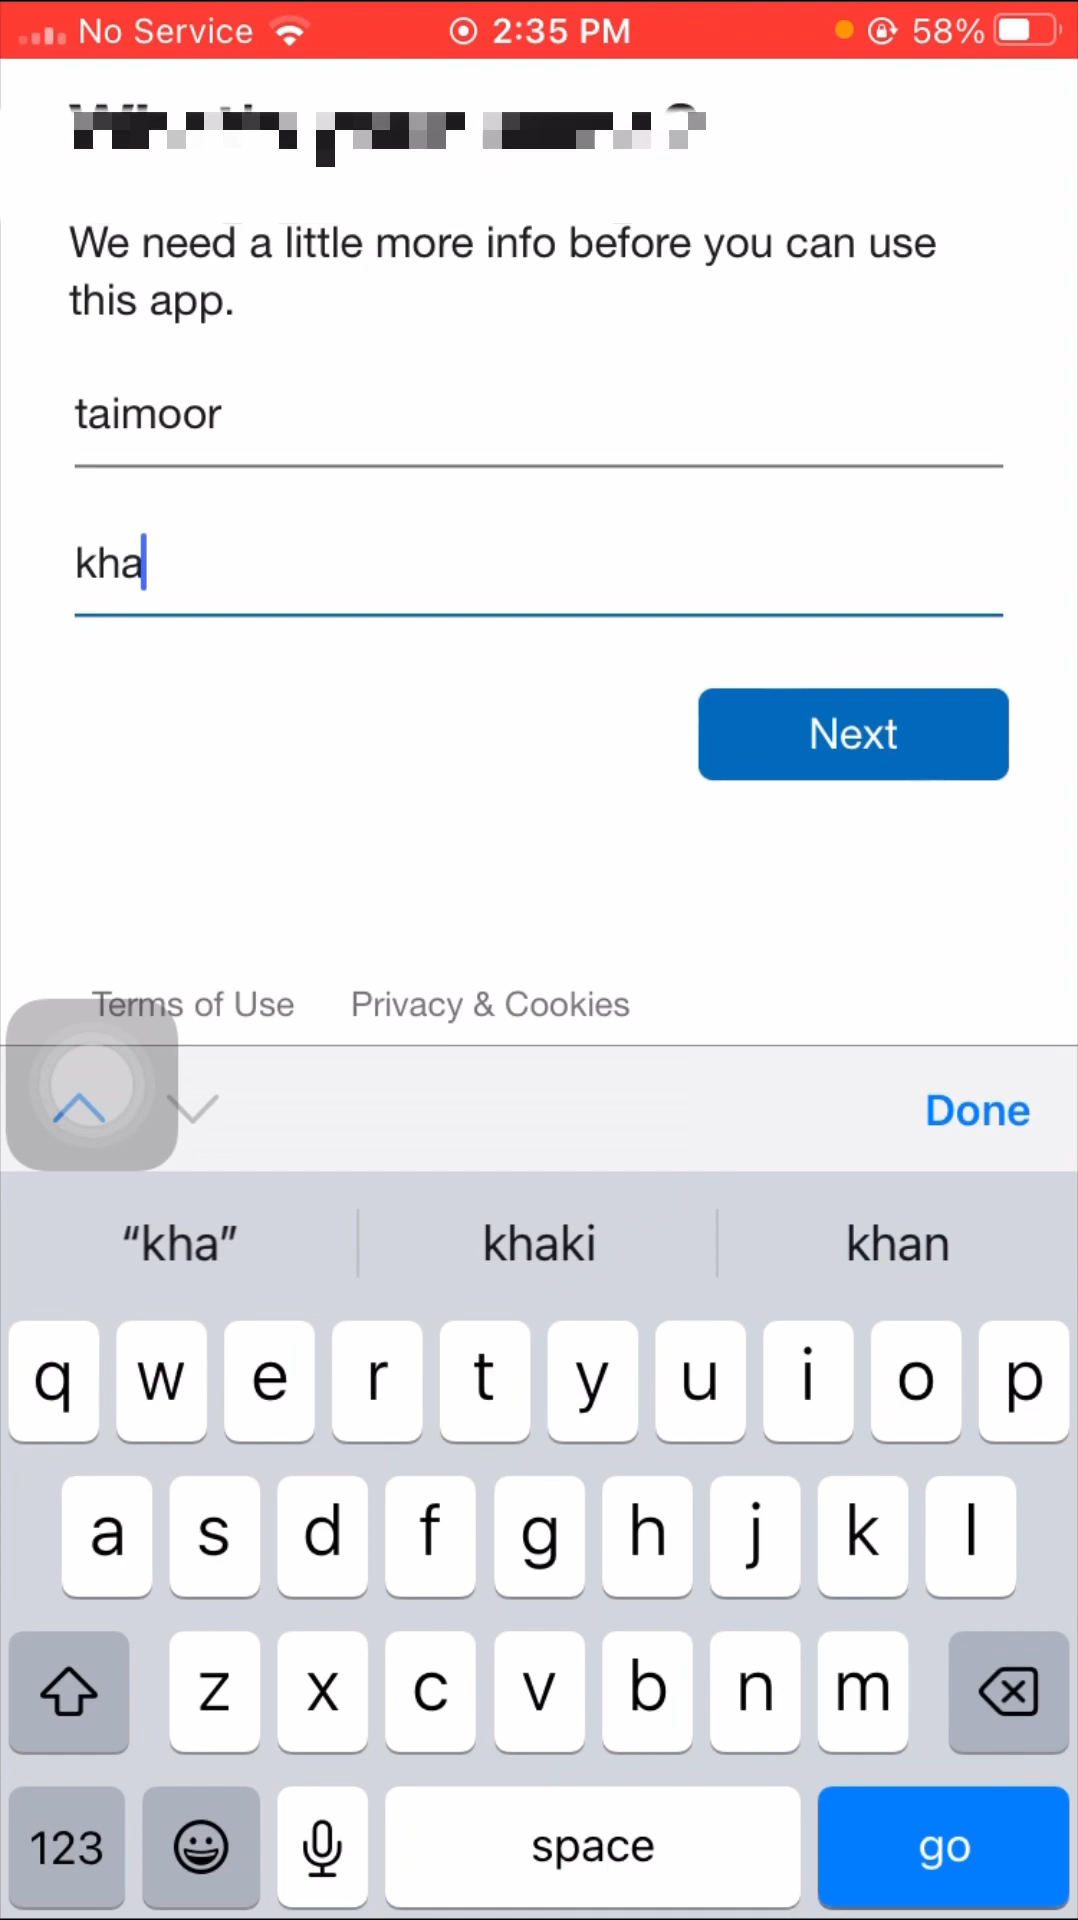 No Service 2:35 PM 58%
We need a little more info before you can use
this app.
taimoor
kha
Next
Terms of Use Privacy & Cookies
Done
“kha” khaki khan
q w e r t y u i o p
a s d f g h j k l
z x c v b n m
123 space go